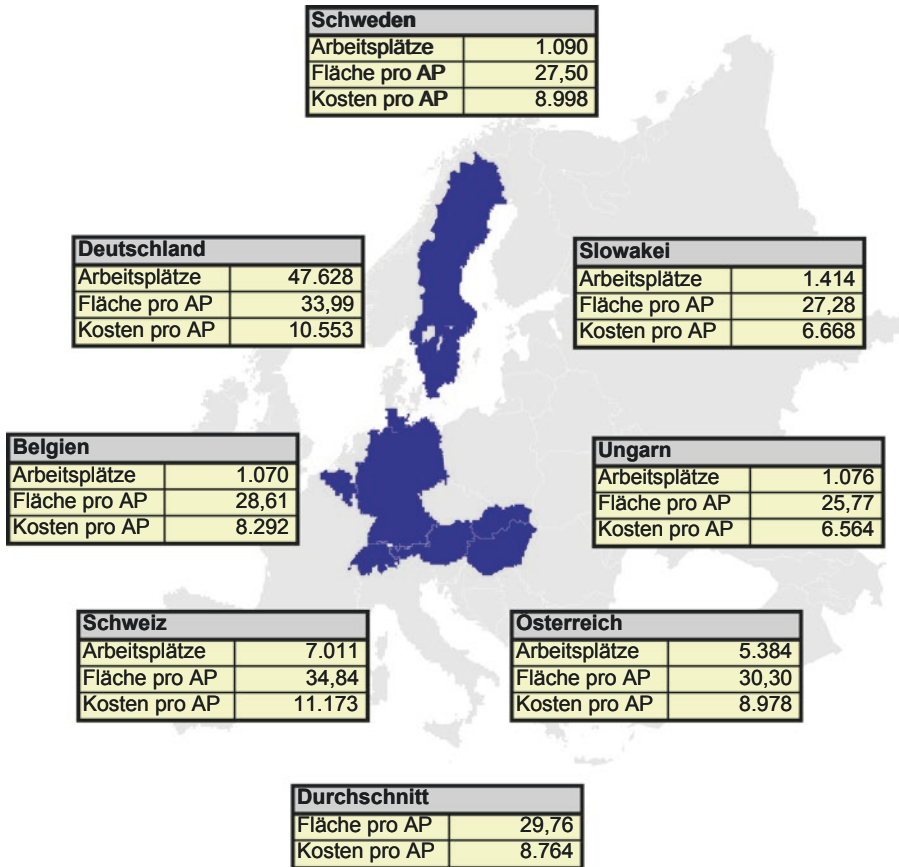 Schweden
Arbeitsplätze 1.090
Fläche pro AP 27,50
Kosten pro AP 8.998
Deutschland
Arbeitsplätze 47.628
Fläche pro AP 33,99
Kosten pro AP 10.553
Slowakei
Arbeitsplätze 1.414
Fläche pro AP 27,28
Kosten pro AP 6.668
Belgien
Arbeitsplätze 1.070
Fläche pro AP 28,61
Kosten pro AP 8.292
Ungarn
Arbeitsplätze 1.076
Fläche pro AP 25,77
Kosten pro AP 6.564
Schweiz
Arbeitsplätze 7.011
Fläche pro AP 34,84
Kosten pro AP 11.173
Österreich
Arbeitsplätze 5.384
Fläche pro AP 30,30
Kosten pro AP 8.978
Durchschnitt
Fläche pro AP 29,76
Kosten pro AP 8.764